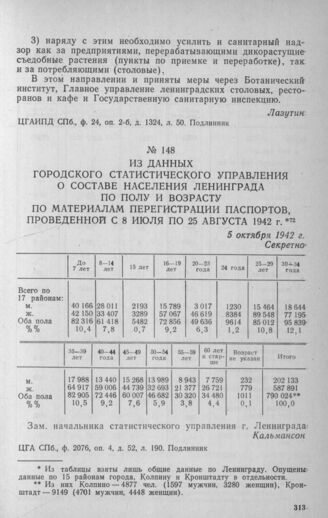 3) наряду с этим необходимо усилить и санитарный над-
зор как за предприятиями, перерабатывающими дикорастущие
съедобные растения (пункты по приемке и переработке), так
и за потребляющими (столовые).
В этом направлении и приняты меры через Ботанический
институт, Главное управление ленинградских столовых, ресто-
ранов и кафе и Государственную санитарную инспекцию.
Лазутин
ЦГАИПД СПб., ф. 24, оп. 2-б, д. 1324, л. 50. Подлинник
№ 148
ИЗ ДАННЫХ
ГОРОДСКОГО СТАТИСТИЧЕСКОГО УПРАВЛЕНИЯ
О СОСТАВЕ НАСЕЛЕНИЯ ЛЕНИНГРАДА
ПО ПОЛУ И ВОЗРАСТУ
ПО МАТЕРИАЛАМ ПЕРЕГИСТРАЦИИ ПАСПОРТОВ,
ПРОВЕДЕННОЙ С 8 ИЮЛЯ ПО 25 АВГУСТА 1942 г. *72
5 октября 1942 г.
Секретно
До 7 лет 8—14 лет 15 лет 16—19 лет 20—23 года 24 года 25—29 лет 30—34 года
Всего по
17 районам:
м. 40 166 28 011 2193 15 789 3 017 1230 15 464 18 644
ж. 42 150 33 407 3289 57 067 46 619 8384 69 548 77 195
Оба пола 82 316 61 418 5482 72 856 49 636 9614 85 012 95 839
% % 10,4 7,8 0,7 9,2 6,3 1,2 10,8 12,1
35—39 лет 40—44 года 45—49 лет 50—54 года 55—59 лет 60 лет и стар- ше Возраст не указан Итого
м. 17 988 13 440 15 268 13 989 8 943 7 759 232 202 133
ж. 64 917 59 006 44 739 32 693 21 377 26 721 779 587 891
Оба пола 82 905 72 446 60 007 46 682 30 320 34 480 1011 790 024**
% % 10,5 9,2 7,6 5,9 3,8 4,4 0,1 100,0
Зам. начальника статистического управления г. Ленинграда
Кальмансон
ЦГА СПб., ф. 2076, оп. 4, д. 52, л. 190. Подлинник
* Из таблицы взяты лишь общие данные по Ленинграду. Опущены
данные по 15 районам города, Колпину и Кронштадту в отдельности.
** Из них Колпино — 4877 чел. (1597 мужчин, 3280 женщин), Крон-
штадт — 9149 (4701 мужчин, 4448 женщин).
313